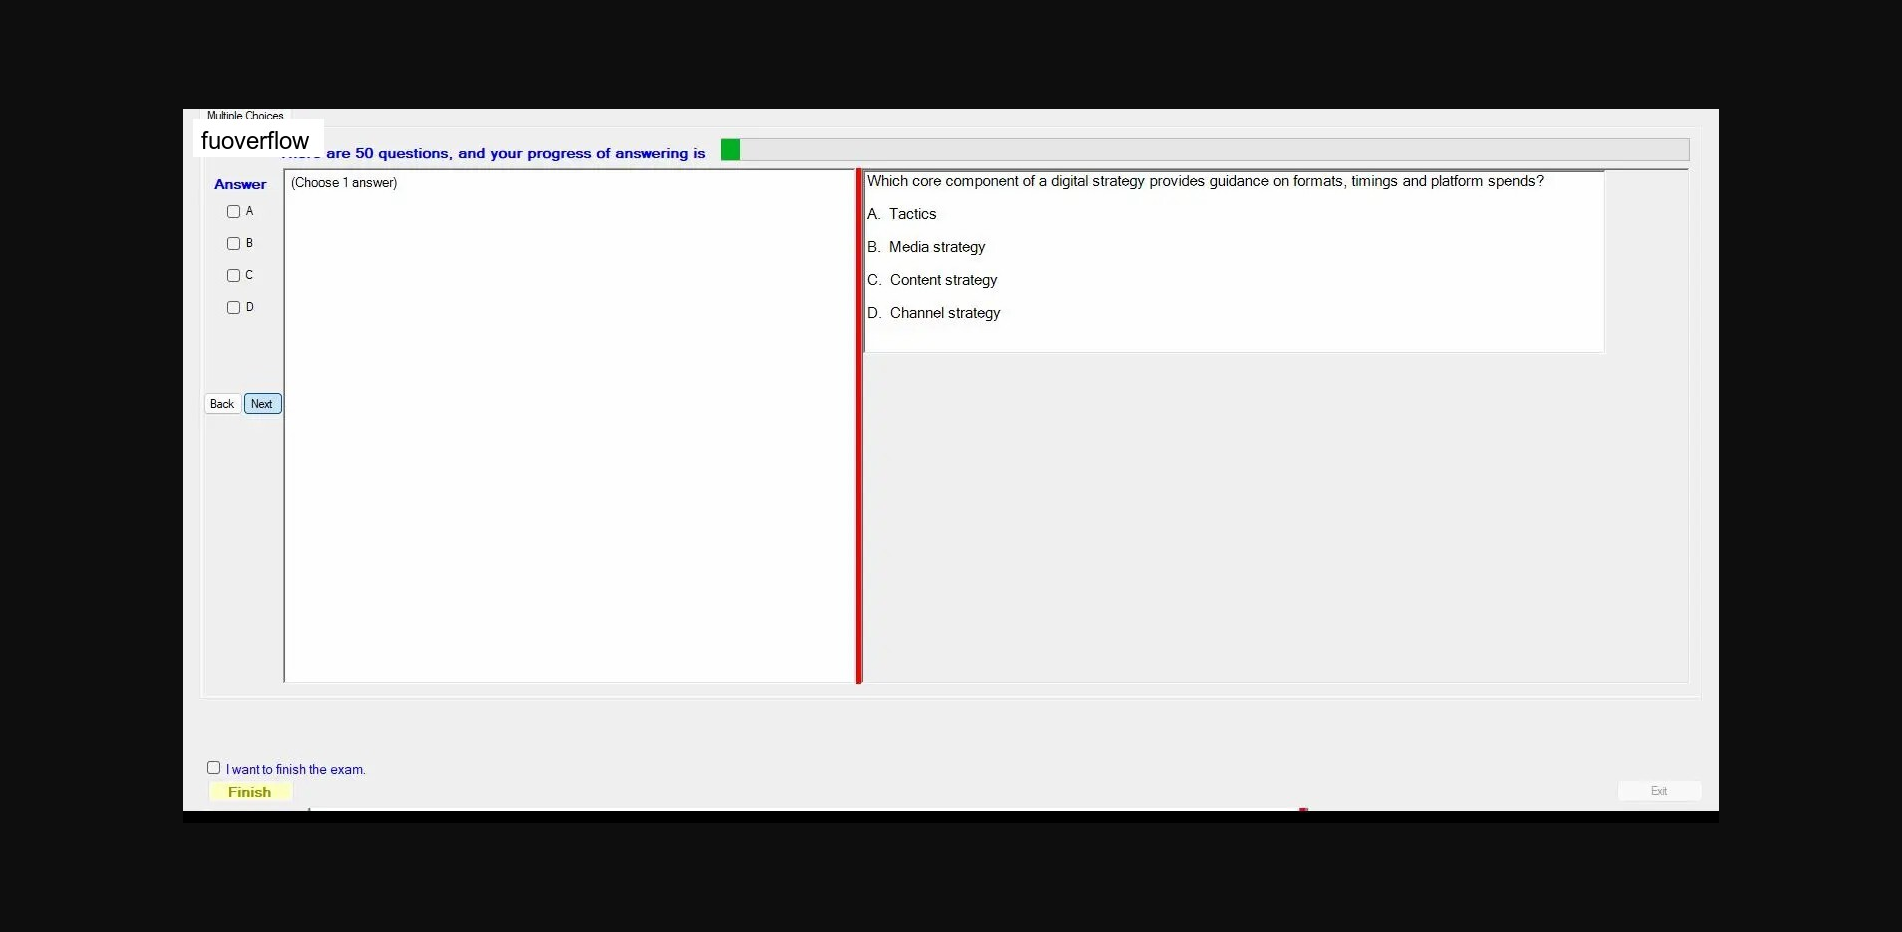 Multiple Choices
fuoverflow
are 50 questions, and your progress of answering is
Answer
(Choose 1 answer)
A
B
C
D
Back
Next
Which core component of a digital strategy provides guidance on formats, timings and platform spends?
A. Tactics
B. Media strategy
C. Content strategy
D. Channel strategy
I want to finish the exam.
Finish
Exit